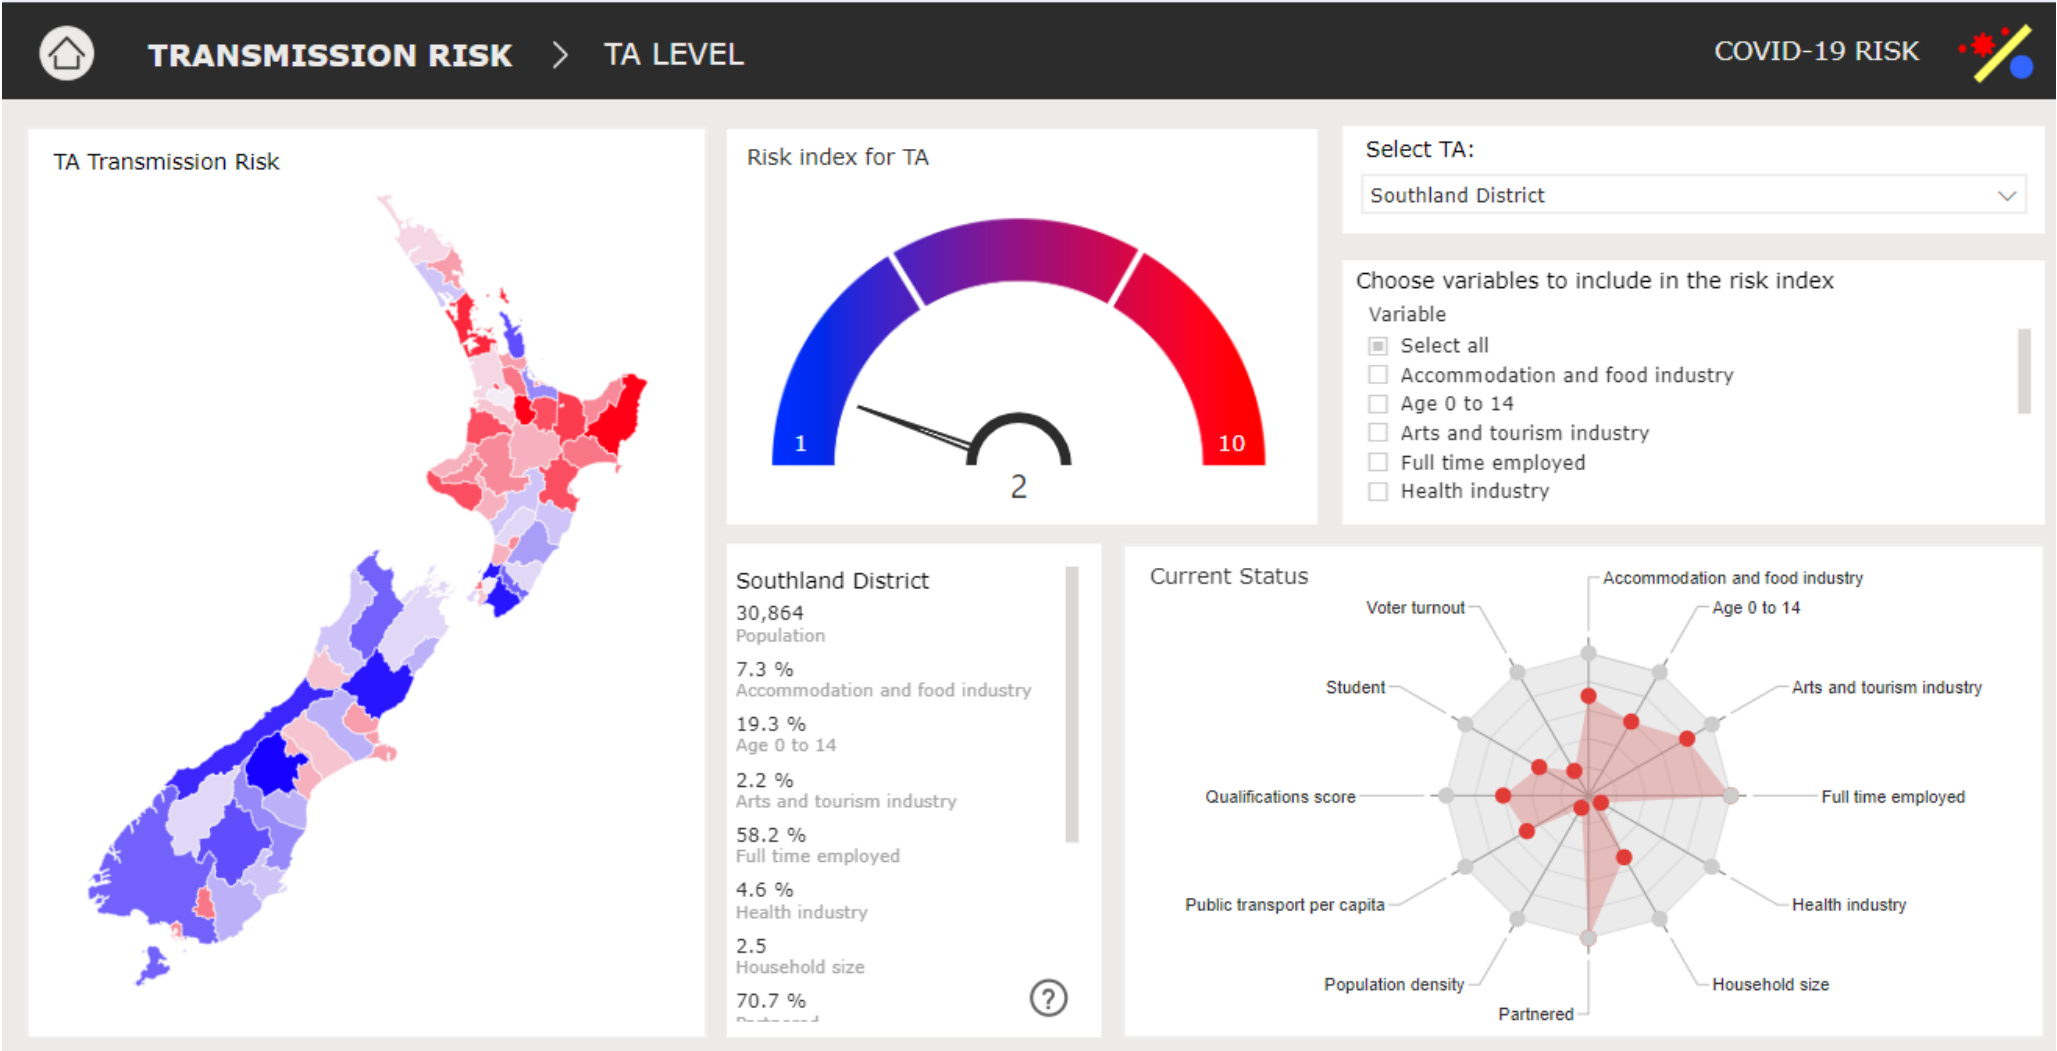 TRANSMISSION RISK > TA LEVEL
COVID-19 RISK
TA Transmission Risk
Risk index for TA
1
10
2
Select TA:
Southland District
Choose variables to include in the risk index
Variable
Select all
Accommodation and food industry
Age 0 to 14
Arts and tourism industry
Full time employed
Health industry
Southland District
30,864
Population
7.3 %
Accommodation and food industry
19.3 %
Age 0 to 14
2.2 %
Arts and tourism industry
58.2 %
Full time employed
4.6 %
Health industry
2.5
Household size
70.7 %
Partnered
?
Current Status
Accommodation and food industry
Age 0 to 14
Arts and tourism industry
Full time employed
Health industry
Household size
Partnered
Population density
Public transport per capita
Qualifications score
Student
Voter turnout